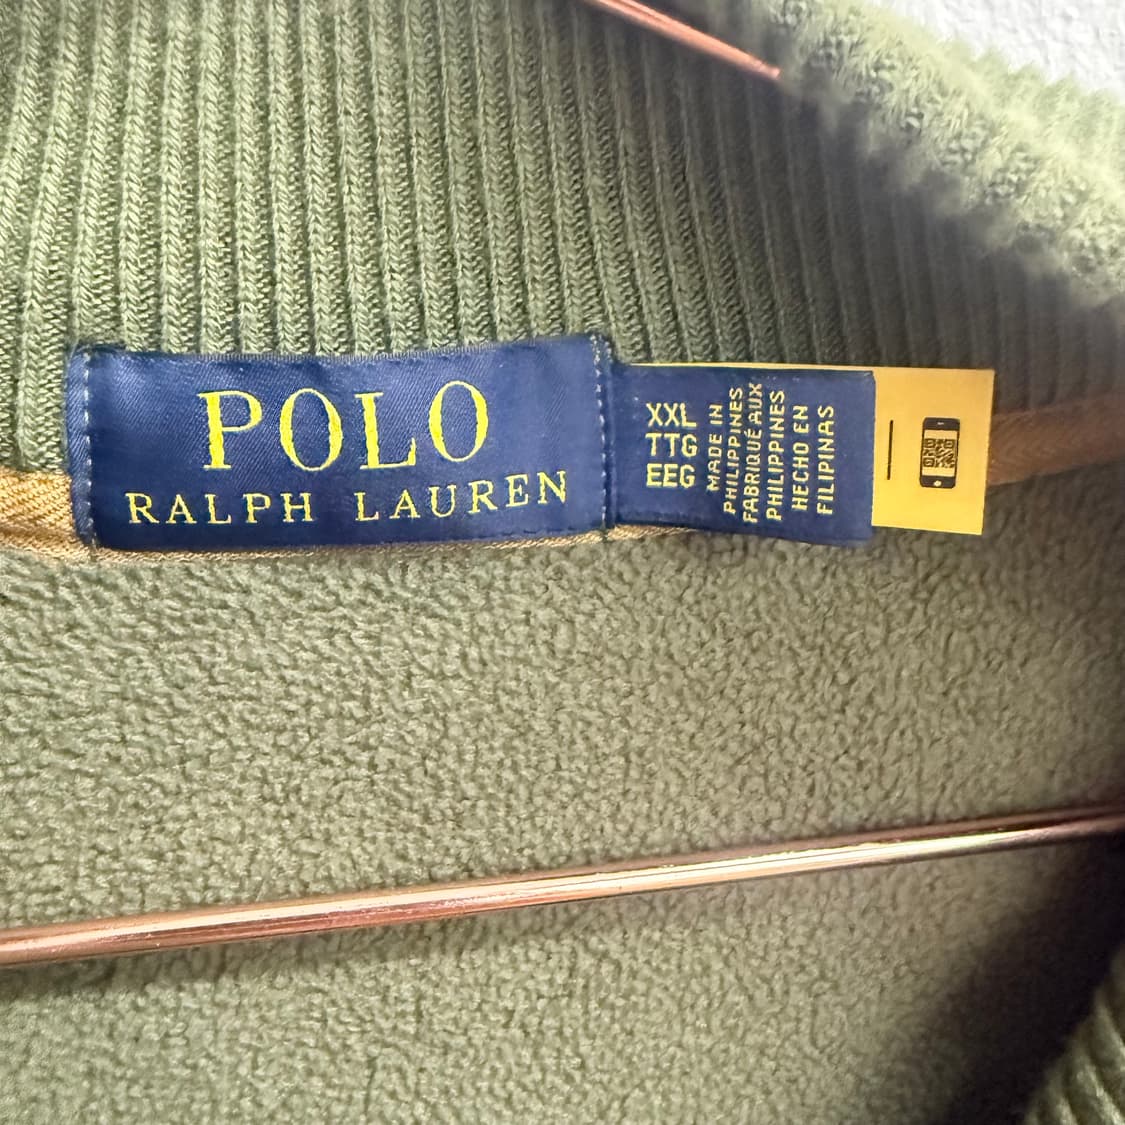 POLO
RALPH LAUREN
XXL
TTG
EEG
MADE IN
PHILIPPINES
FABRIQUÉ AUX
PHILIPPINES
HECHO EN
FILIPINAS